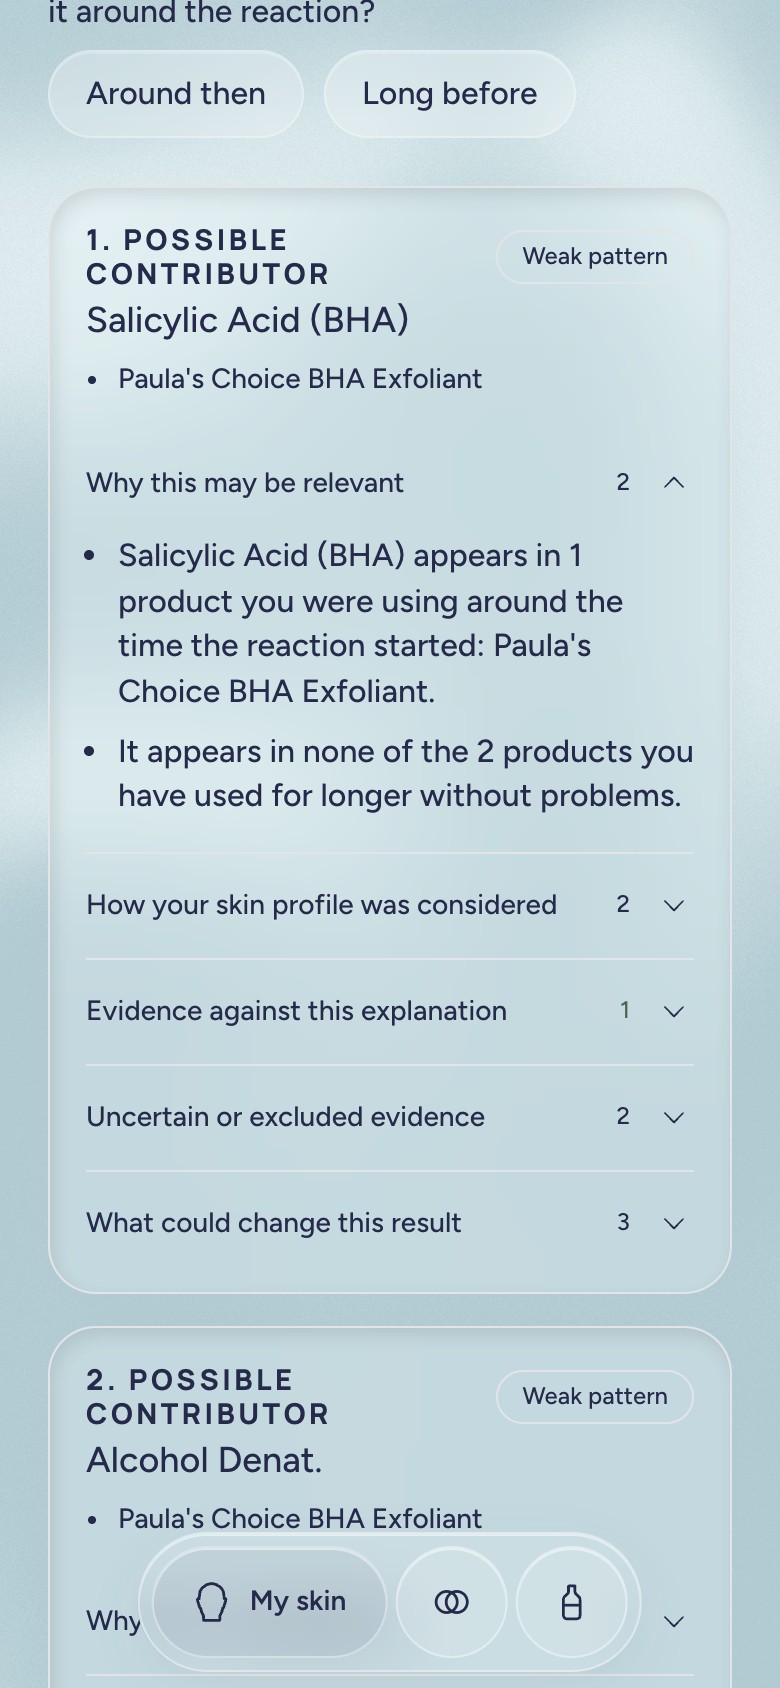 it around the reaction?
Around then
Long before
1. POSSIBLE
CONTRIBUTOR
Weak pattern
Salicylic Acid (BHA)
• Paula's Choice BHA Exfoliant
Why this may be relevant 2
• Salicylic Acid (BHA) appears in 1
product you were using around the
time the reaction started: Paula's
Choice BHA Exfoliant.
• It appears in none of the 2 products you
have used for longer without problems.
How your skin profile was considered 2
Evidence against this explanation 1
Uncertain or excluded evidence 2
What could change this result 3
2. POSSIBLE
CONTRIBUTOR
Weak pattern
Alcohol Denat.
• Paula's Choice BHA Exfoliant
Why
My skin